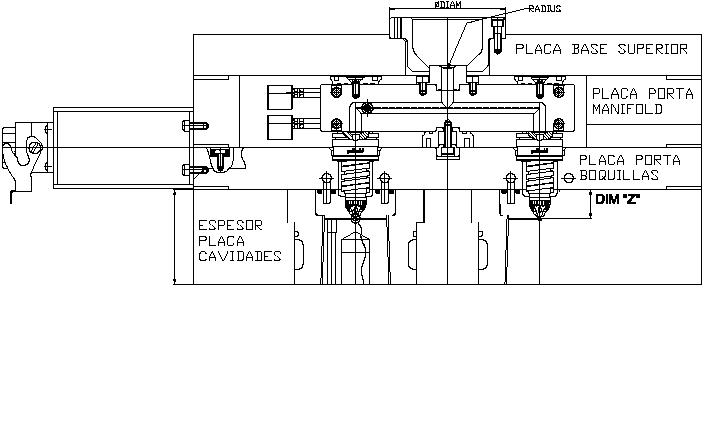 ØDIAM
RADIUS
PLACA BASE SUPERIOR
PLACA PORTA
MANIFOLD
PLACA PORTA
BOQUILLAS
DIM "Z"
ESPESOR
PLACA
CAVIDADES